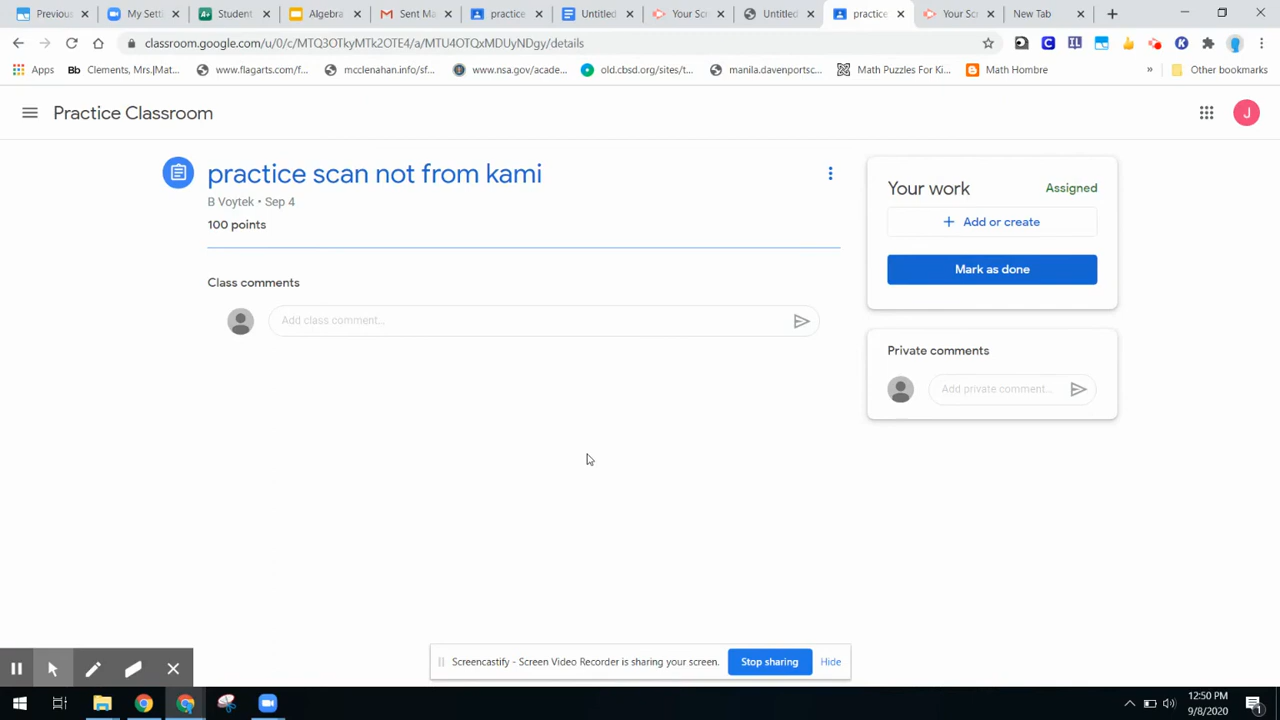 Previous
My Setti
Student
Algebra
Sent Ma
practice
Untitled
Your Scr
Untitled
practice
Your Scr
New Tab
classroom.google.com/u/0/c/MTQ3OTkyMTk2OTE4/a/MTU4OTQxMDUyNDgy/details
Apps
Bb Clements, Mrs.|Mat...
www.flagarts.com/f...
mcclenahan.info/sf...
www.nsa.gov/acade...
old.cbsd.org/sites/t...
manila.davenportsc...
Math Puzzles For Ki...
Math Hombre
»
Other bookmarks
Practice Classroom
J
practice scan not from kami
B Voytek • Sep 4
100 points
Class comments
Add class comment...
Your work
Assigned
+ Add or create
Mark as done
Private comments
Add private comment...
Screencastify - Screen Video Recorder is sharing your screen.
Stop sharing
Hide
12:50 PM
9/8/2020
1